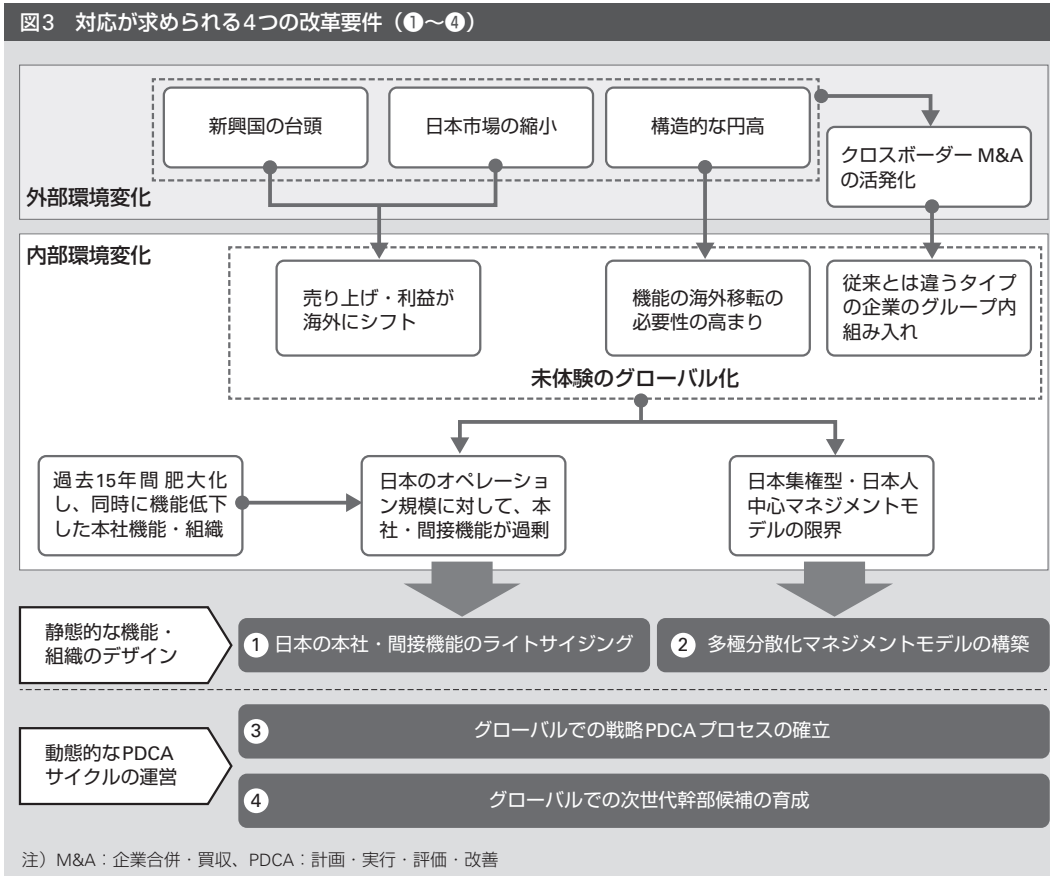 図3 対応が求められる4つの改革要件（❶〜❹）
新興国の台頭
日本市場の縮小
構造的な円高
クロスボーダー M&A
の活発化
外部環境変化
内部環境変化
売り上げ・利益が
海外にシフト
機能の海外移転の
必要性の高まり
従来とは違うタイプ
の企業のグループ内
組み入れ
未体験のグローバル化
過去15年間 肥大化
し、同時に機能低下
した本社機能・組織
日本のオペレーショ
ン規模に対して、本
社・間接機能が過剰
日本集権型・日本人
中心マネジメントモ
デルの限界
静態的な機能・
組織のデザイン
1 日本の本社・間接機能のライトサイジング
2 多極分散化マネジメントモデルの構築
動態的なPDCA
サイクルの運営
3 グローバルでの戦略PDCAプロセスの確立
4 グローバルでの次世代幹部候補の育成
注）M&A：企業合併・買収、PDCA：計画・実行・評価・改善